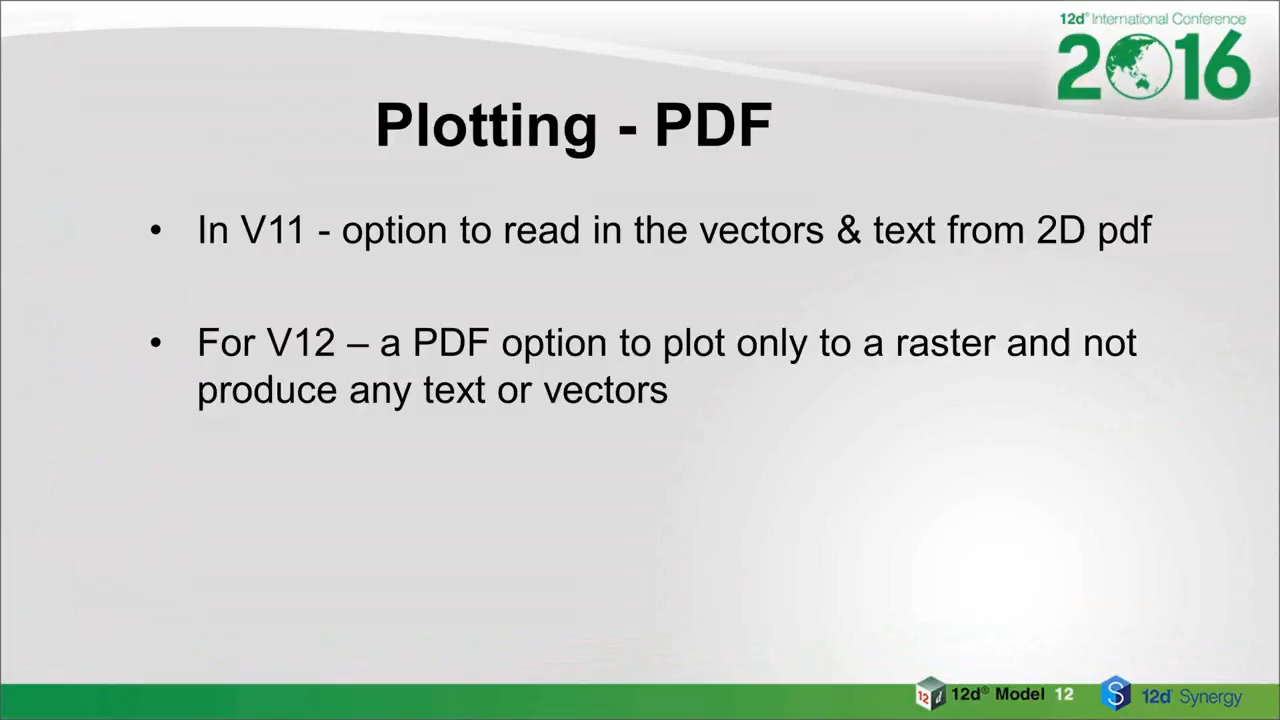 12d® International Conference
2016
Plotting - PDF
• In V11 - option to read in the vectors & text from 2D pdf
• For V12 – a PDF option to plot only to a raster and not
produce any text or vectors
12d® Model 12
12d Synergy